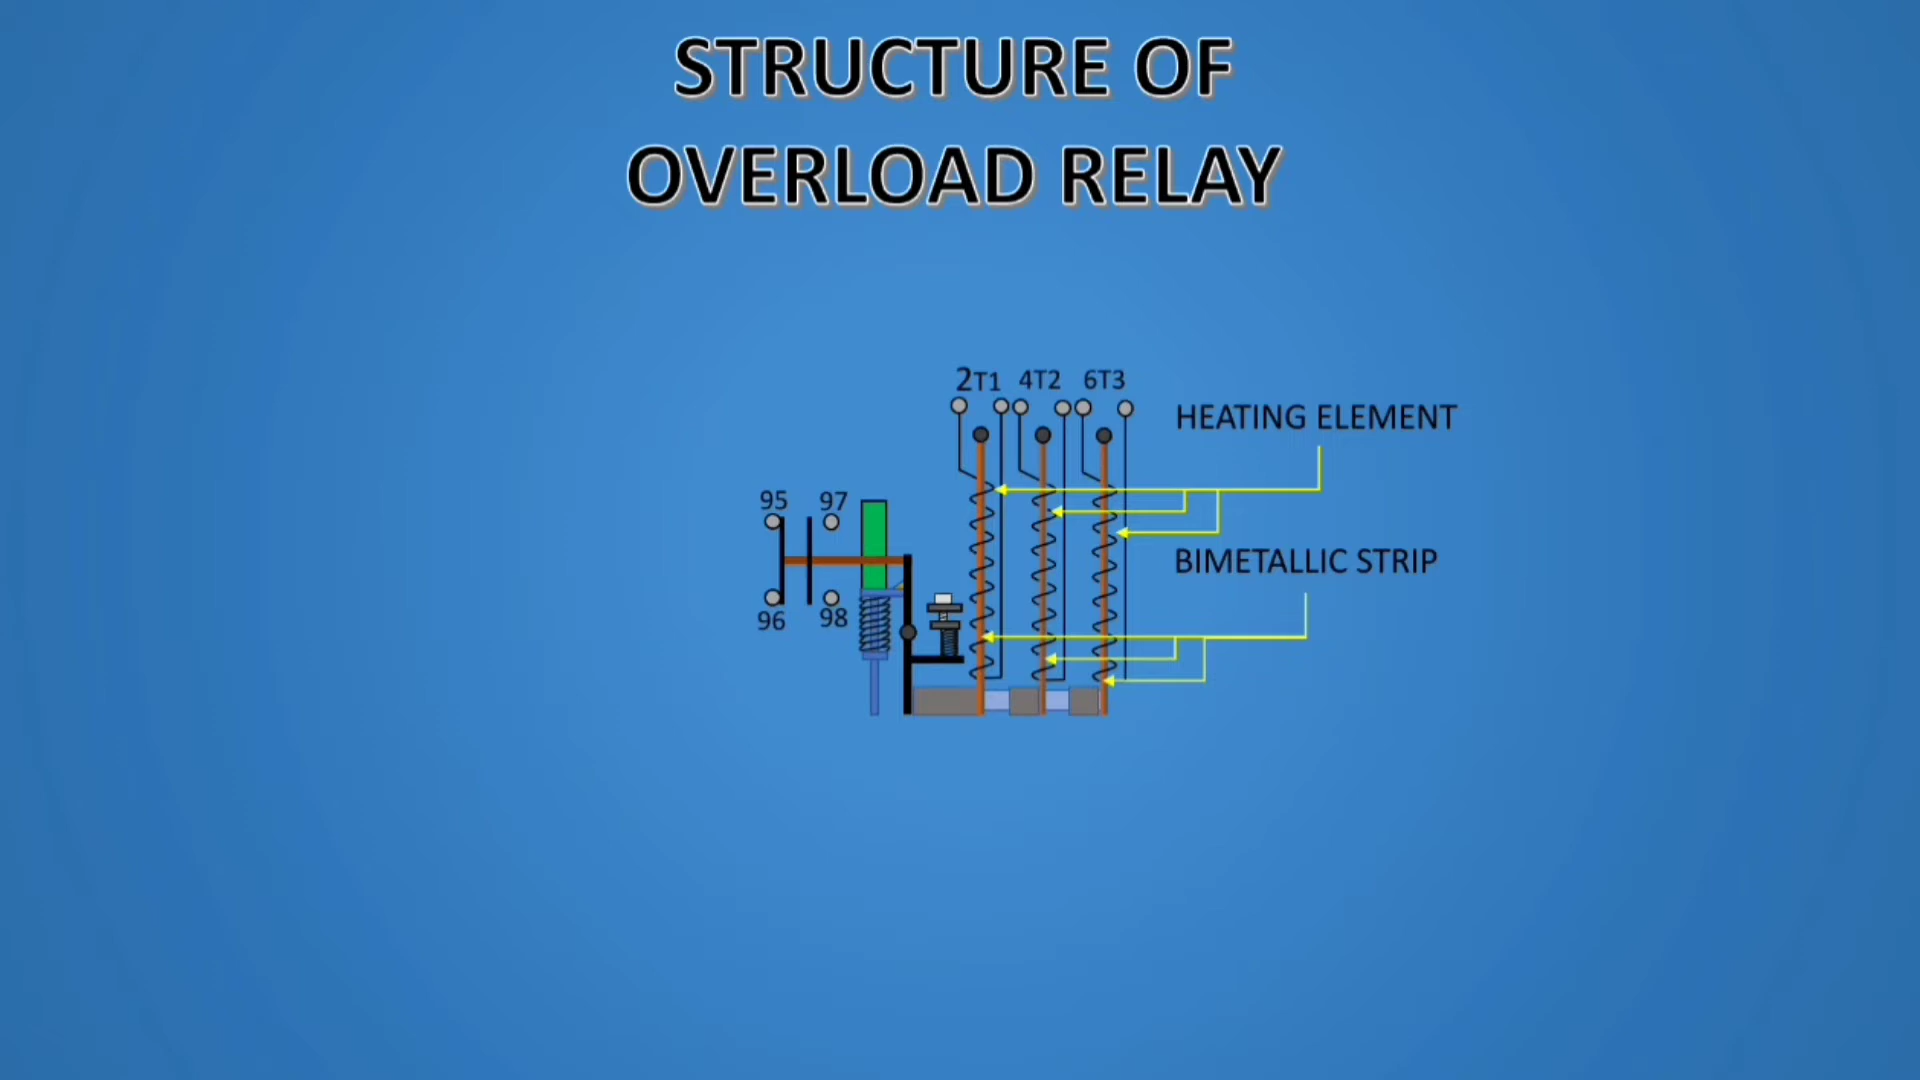 STRUCTURE OF
OVERLOAD RELAY
2T1 4T2 6T3
HEATING ELEMENT
95 97
BIMETALLIC STRIP
96 98